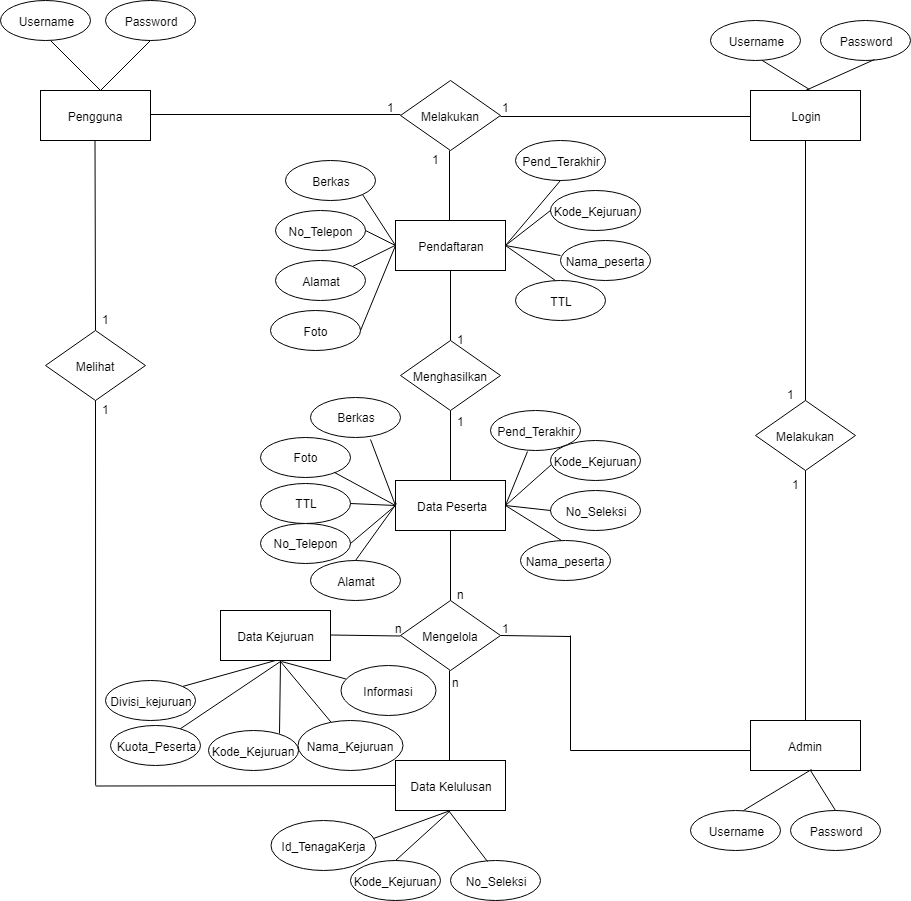 Username
Password
Username
Password
Pengguna
1
Melakukan
1
Login
1
Pend_Terakhir
Berkas
Kode_Kejuruan
No_Telepon
Pendaftaran
Nama_peserta
Alamat
TTL
Foto
1
1
Melihat
Menghasilkan
1
1
1
Berkas
Pend_Terakhir
Melakukan
Foto
Kode_Kejuruan
1
TTL
Data Peserta
No_Seleksi
No_Telepon
Nama_peserta
Alamat
n
Data Kejuruan
n
Mengelola
1
n
Informasi
Divisi_kejuruan
Kuota_Peserta
Kode_Kejuruan
Nama_Kejuruan
Admin
Data Kelulusan
Username
Password
Id_TenagaKerja
Kode_Kejuruan
No_Seleksi